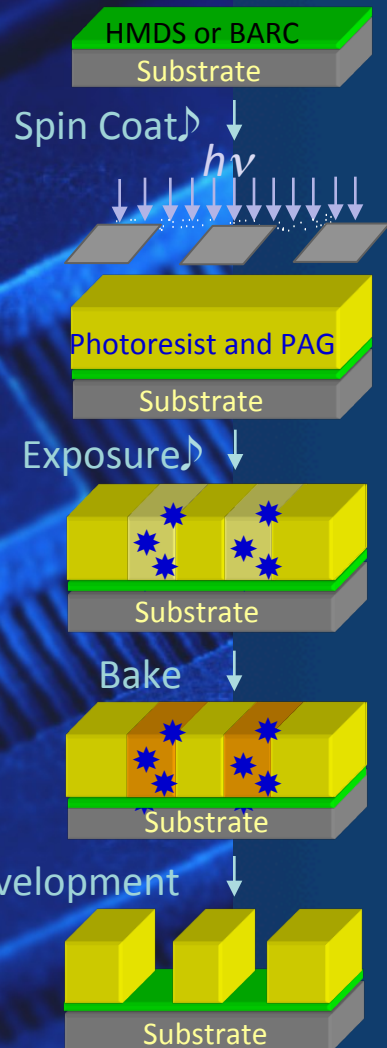 HMDS or BARC
Substrate
Spin Coat♪
hν
Photoresist and PAG
Substrate
Exposure♪
Substrate
Bake
Substrate
velopment
Substrate